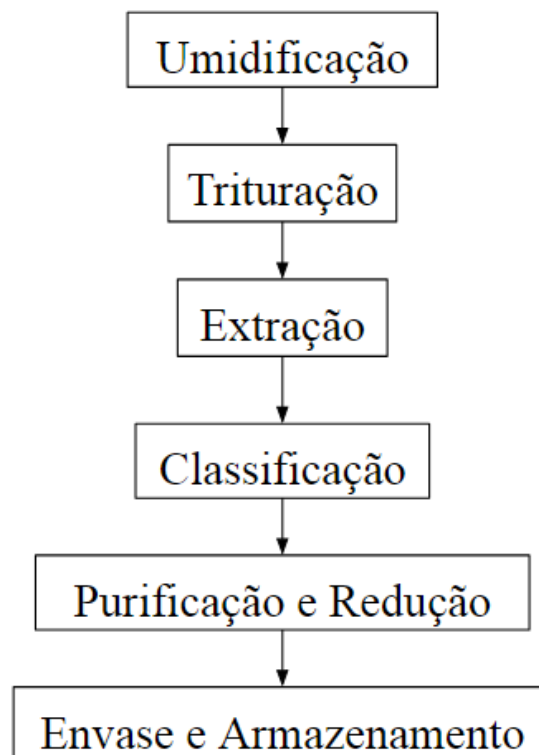 Umidificação
Trituração
Extração
Classificação
Purificação e Redução
Envase e Armazenamento